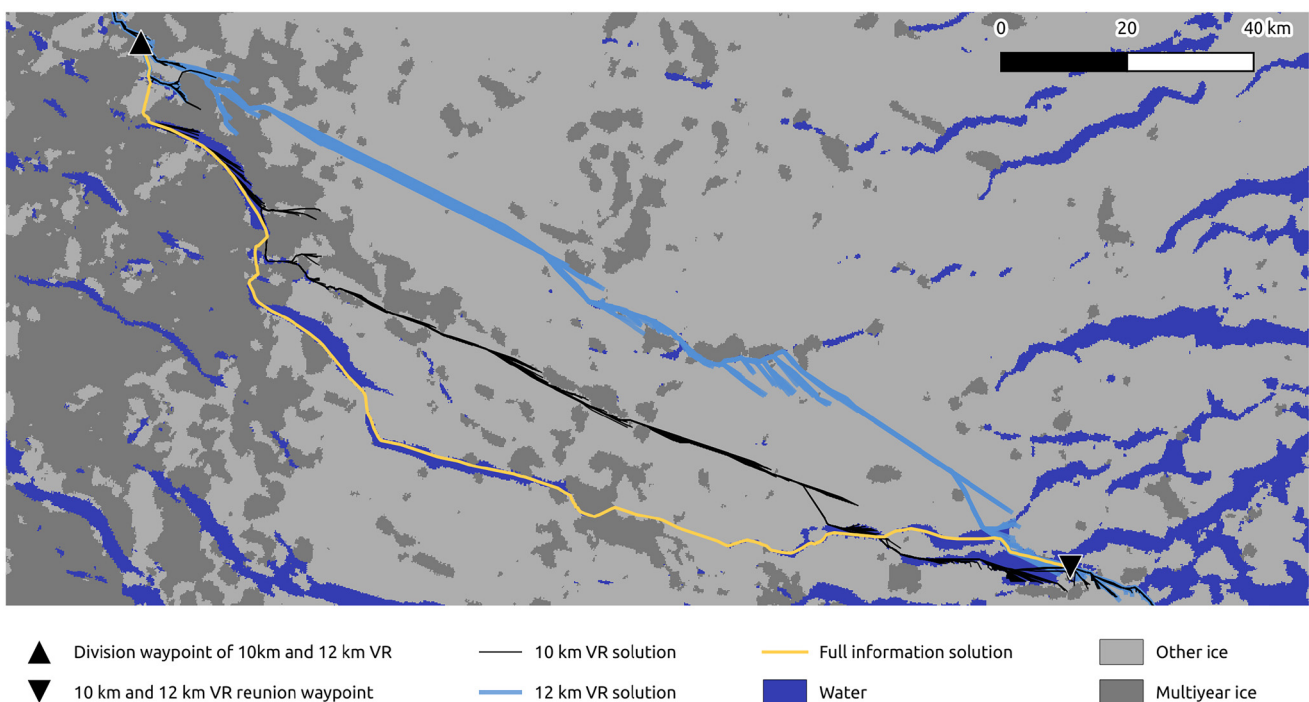 0 20 40 km
Division waypoint of 10km and 12 km VR
10 km VR solution
Full information solution
Other ice
10 km and 12 km VR reunion waypoint
12 km VR solution
Water
Multiyear ice